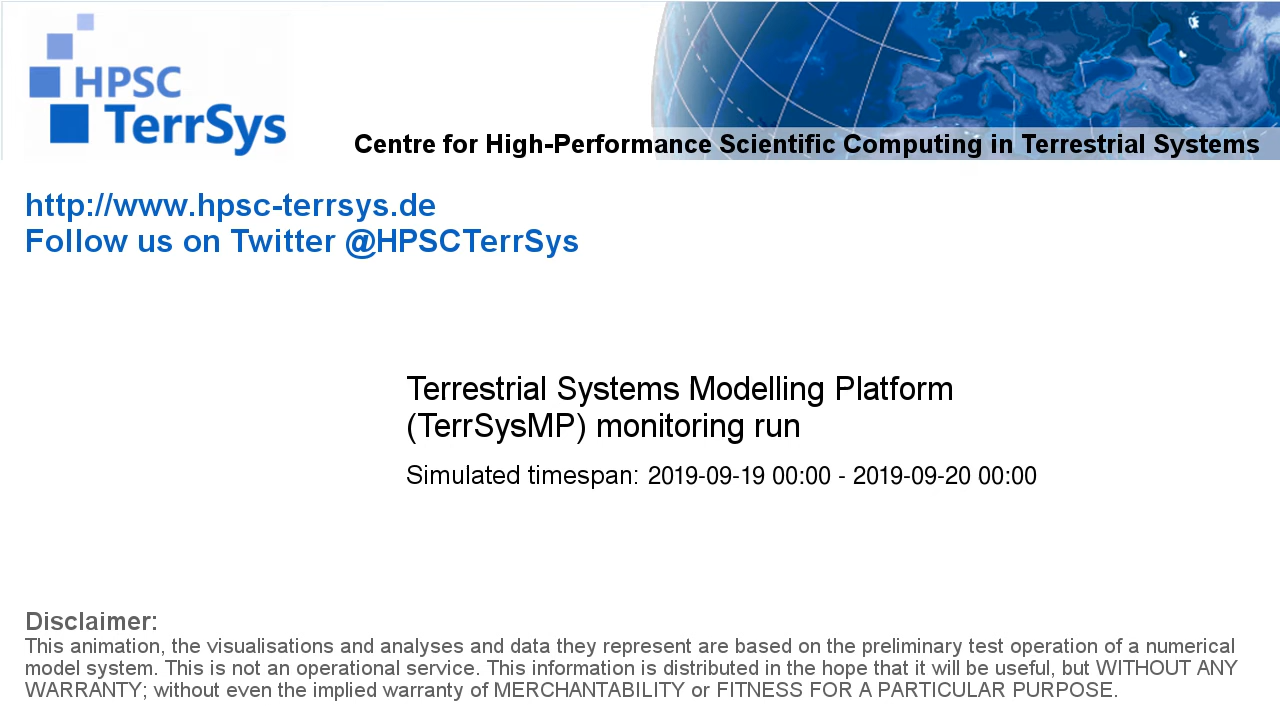 HPSC
TerrSys
Centre for High-Performance Scientific Computing in Terrestrial Systems
http://www.hpsc-terrsys.de
Follow us on Twitter @HPSCTerrSys
Terrestrial Systems Modelling Platform
(TerrSysMP) monitoring run
Simulated timespan: 2019-09-19 00:00 - 2019-09-20 00:00
Disclaimer:
This animation, the visualisations and analyses and data they represent are based on the preliminary test operation of a numerical
model system. This is not an operational service. This information is distributed in the hope that it will be useful, but WITHOUT ANY
WARRANTY; without even the implied warranty of MERCHANTABILITY or FITNESS FOR A PARTICULAR PURPOSE.